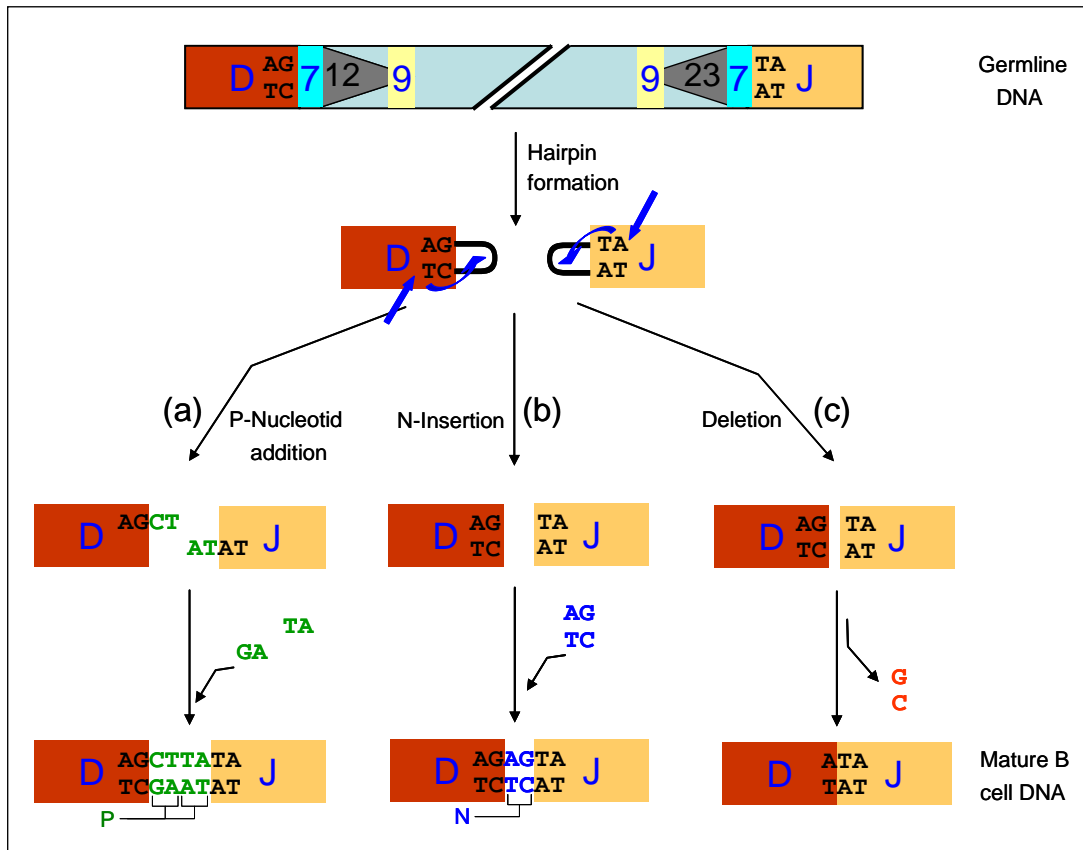 D AG TC 7 12 9 9 23 7 TA AT J
Germline
DNA
Hairpin
formation
D AG TC TA AT J
(a) P-Nucleotid
addition
N-Insertion (b)
Deletion (c)
D AGCT
ATAT J
D AG TC TA AT J
D AG TC TA AT J
TA
GA
AG
TC
G
C
D AGCTTATA J
TCGAATAT
P
D AGAGTA J
TCTCAT
N
D ATA J
TAT
Mature B
cell DNA